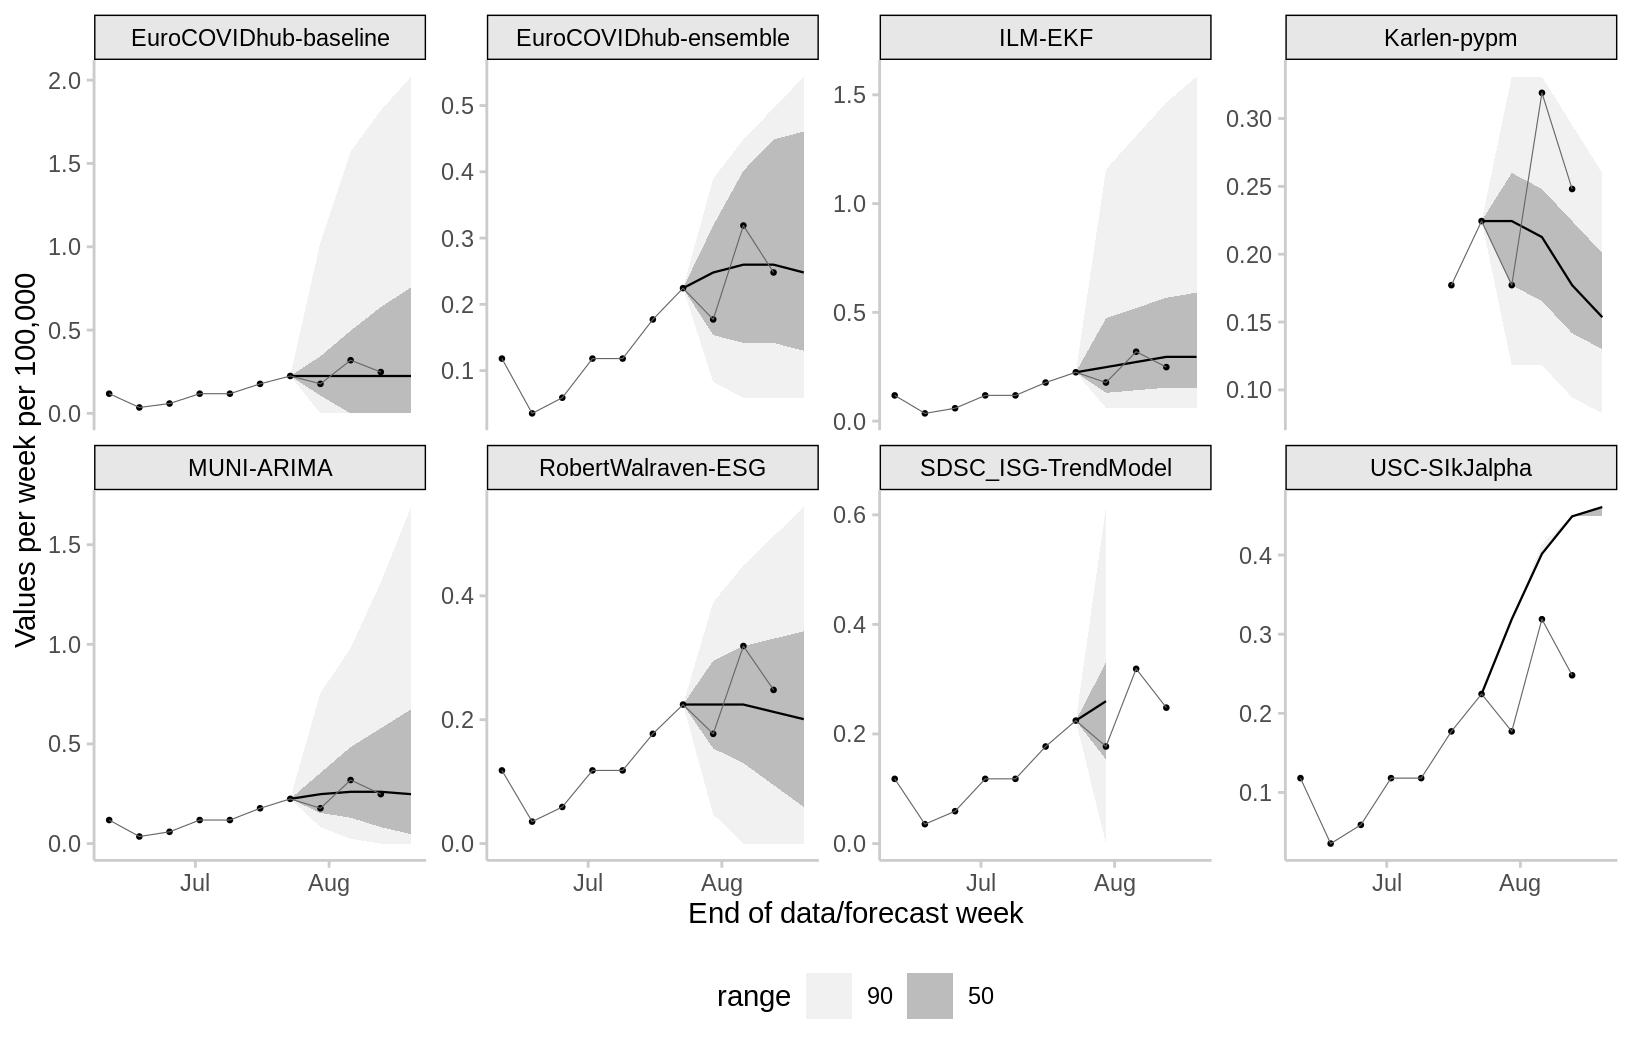 EuroCOVIDhub-baseline
EuroCOVIDhub-ensemble
ILM-EKF
Karlen-pypm
2.0
1.5
1.0
0.5
0.0
0.5
0.4
0.3
0.2
0.1
1.5
1.0
0.5
0.0
0.30
0.25
0.20
0.15
0.10
Values per week per 100,000
MUNI-ARIMA
RobertWalraven-ESG
SDSC_ISG-TrendModel
USC-SIkJalpha
1.5
1.0
0.5
0.0
0.4
0.2
0.0
0.6
0.4
0.2
0.0
0.4
0.3
0.2
0.1
Jul Aug
Jul Aug
Jul Aug
Jul Aug
End of data/forecast week
range 90 50